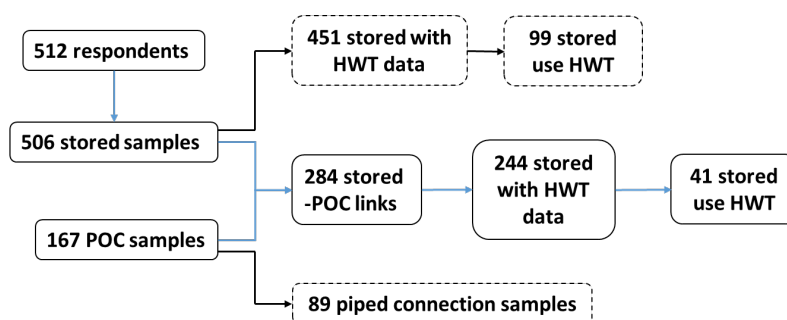 512 respondents
451 stored with
HWT data
99 stored
use HWT
506 stored samples
284 stored
-POC links
244 stored
with HWT
data
41 stored
use HWT
167 POC samples
89 piped connection samples